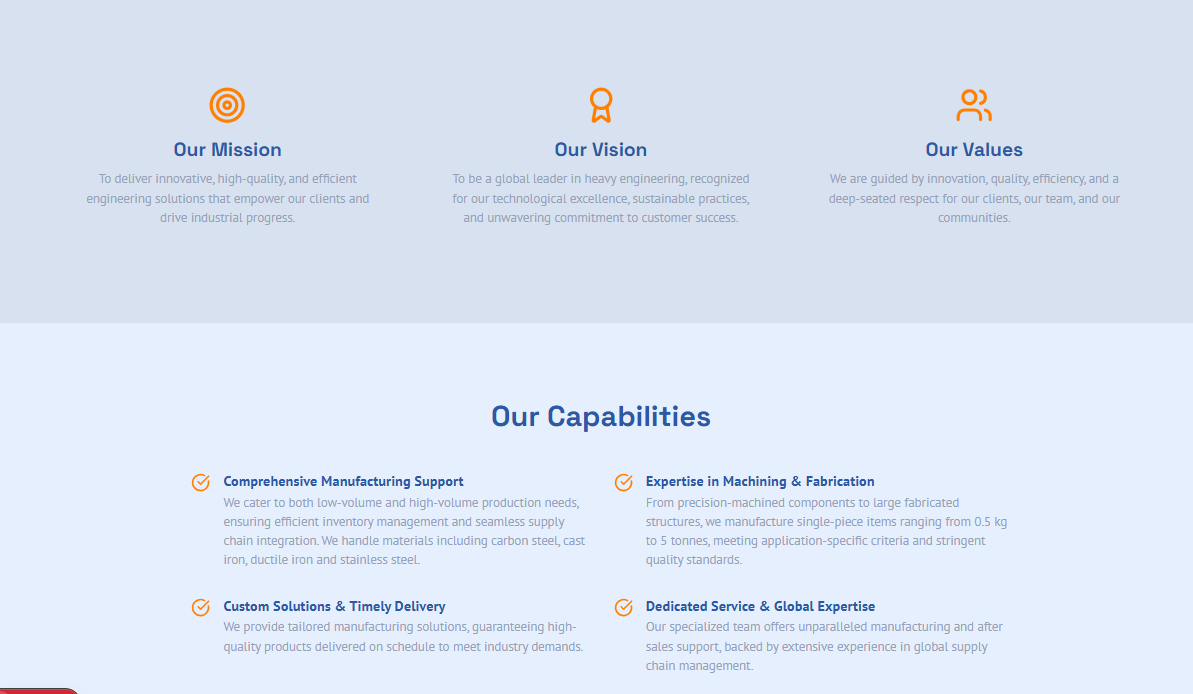 Our Mission
To deliver innovative, high-quality, and efficient
engineering solutions that empower our clients and
drive industrial progress.
Our Vision
To be a global leader in heavy engineering, recognized
for our technological excellence, sustainable practices,
and unwavering commitment to customer success.
Our Values
We are guided by innovation, quality, efficiency, and a
deep-seated respect for our clients, our team, and our
communities.
Our Capabilities
Comprehensive Manufacturing Support
We cater to both low-volume and high-volume production needs,
ensuring efficient inventory management and seamless supply
chain integration. We handle materials including carbon steel, cast
iron, ductile iron and stainless steel.
Expertise in Machining & Fabrication
From precision-machined components to large fabricated
structures, we manufacture single-piece items ranging from 0.5 kg
to 5 tonnes, meeting application-specific criteria and stringent
quality standards.
Custom Solutions & Timely Delivery
We provide tailored manufacturing solutions, guaranteeing high-
quality products delivered on schedule to meet industry demands.
Dedicated Service & Global Expertise
Our specialized team offers unparalleled manufacturing and after
sales support, backed by extensive experience in global supply
chain management.